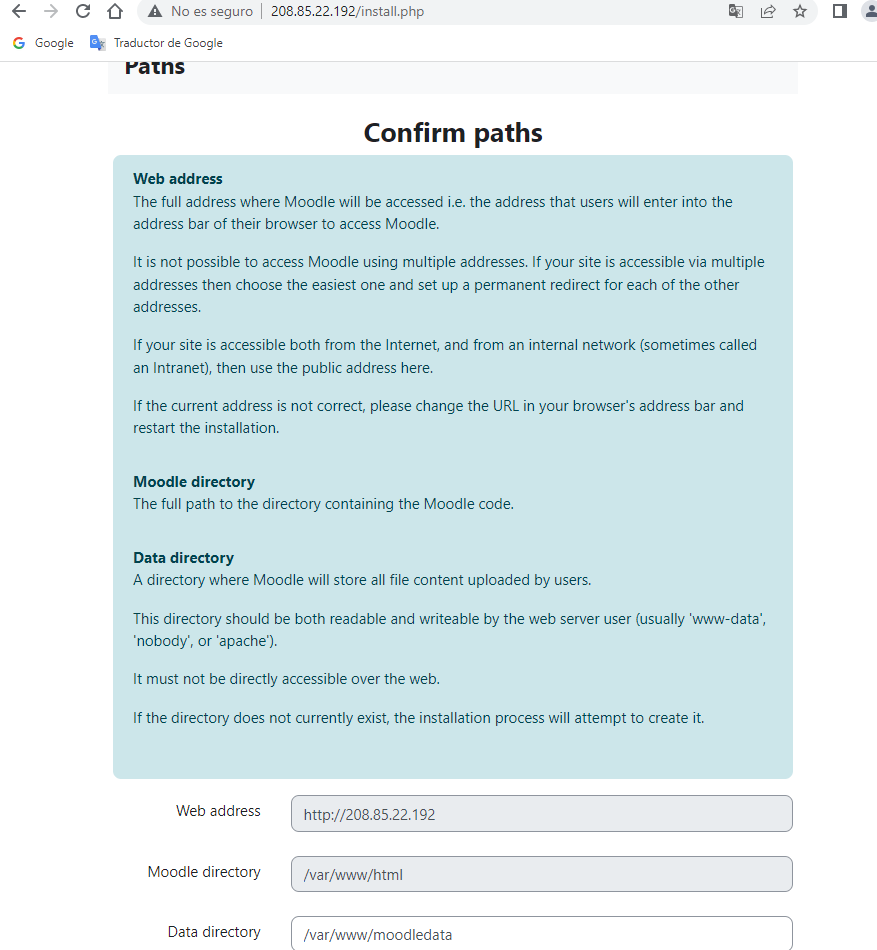 No es seguro 208.85.22.192/install.php
Google Traductor de Google
Paths
Confirm paths
Web address
The full address where Moodle will be accessed i.e. the address that users will enter into the
address bar of their browser to access Moodle.
It is not possible to access Moodle using multiple addresses. If your site is accessible via multiple
addresses then choose the easiest one and set up a permanent redirect for each of the other
addresses.
If your site is accessible both from the Internet, and from an internal network (sometimes called
an Intranet), then use the public address here.
If the current address is not correct, please change the URL in your browser's address bar and
restart the installation.
Moodle directory
The full path to the directory containing the Moodle code.
Data directory
A directory where Moodle will store all file content uploaded by users.
This directory should be both readable and writeable by the web server user (usually 'www-data',
'nobody', or 'apache').
It must not be directly accessible over the web.
If the directory does not currently exist, the installation process will attempt to create it.
Web address http://208.85.22.192
Moodle directory /var/www/html
Data directory /var/www/moodledata